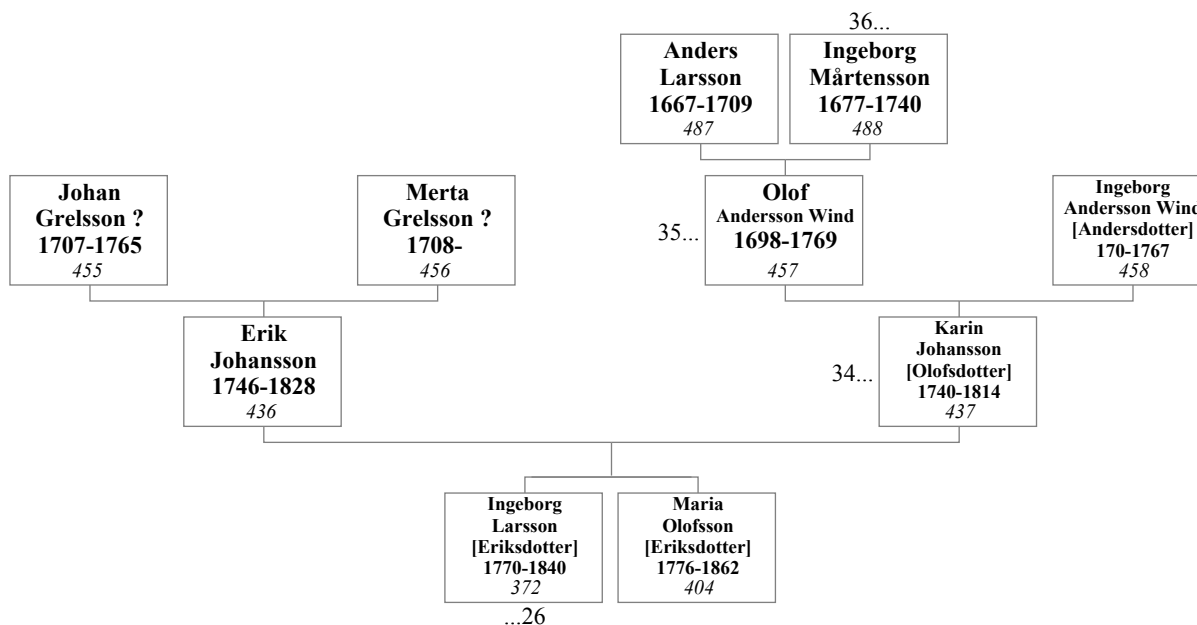 36...
Anders
Larsson
1667-1709
487
Ingeborg
Mårtensson
1677-1740
488
Johan
Grelsson ?
1707-1765
455
Merta
Grelsson ?
1708-
456
35...
Olof
Andersson Wind
1698-1769
457
Ingeborg
Andersson Wind
[Andersdotter]
170-1767
458
Erik
Johansson
1746-1828
436
34...
Karin
Johansson
[Olofsdotter]
1740-1814
437
Ingeborg
Larsson
[Eriksdotter]
1770-1840
372
...26
Maria
Olofsson
[Eriksdotter]
1776-1862
404